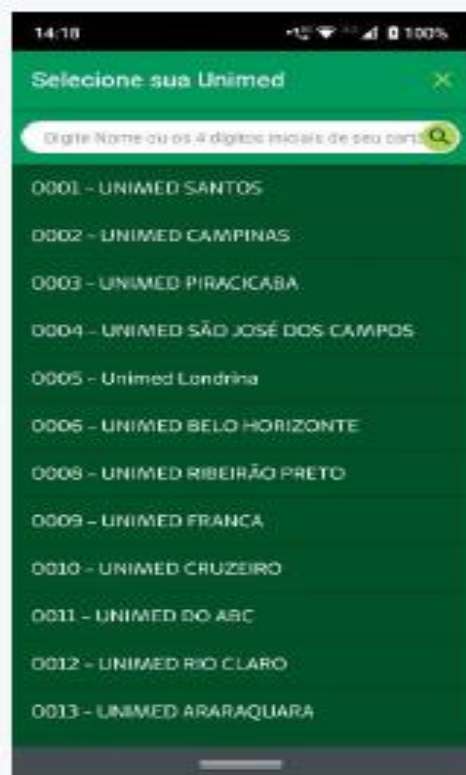 14:18
100%
Selecione sua Unimed
Digite Nome ou os 4 dígitos iniciais de seu cart
0001 - UNIMED SANTOS
0002 - UNIMED CAMPINAS
0003 - UNIMED PIRACICABA
0004 - UNIMED SÃO JOSÉ DOS CAMPOS
0005 - Unimed Londrina
0006 - UNIMED BELO HORIZONTE
0008 - UNIMED RIBEIRÃO PRETO
0009 - UNIMED FRANCA
0010 - UNIMED CRUZEIRO
0011 - UNIMED DO ABC
0012 - UNIMED RIO CLARO
0013 - UNIMED ARARAQUARA